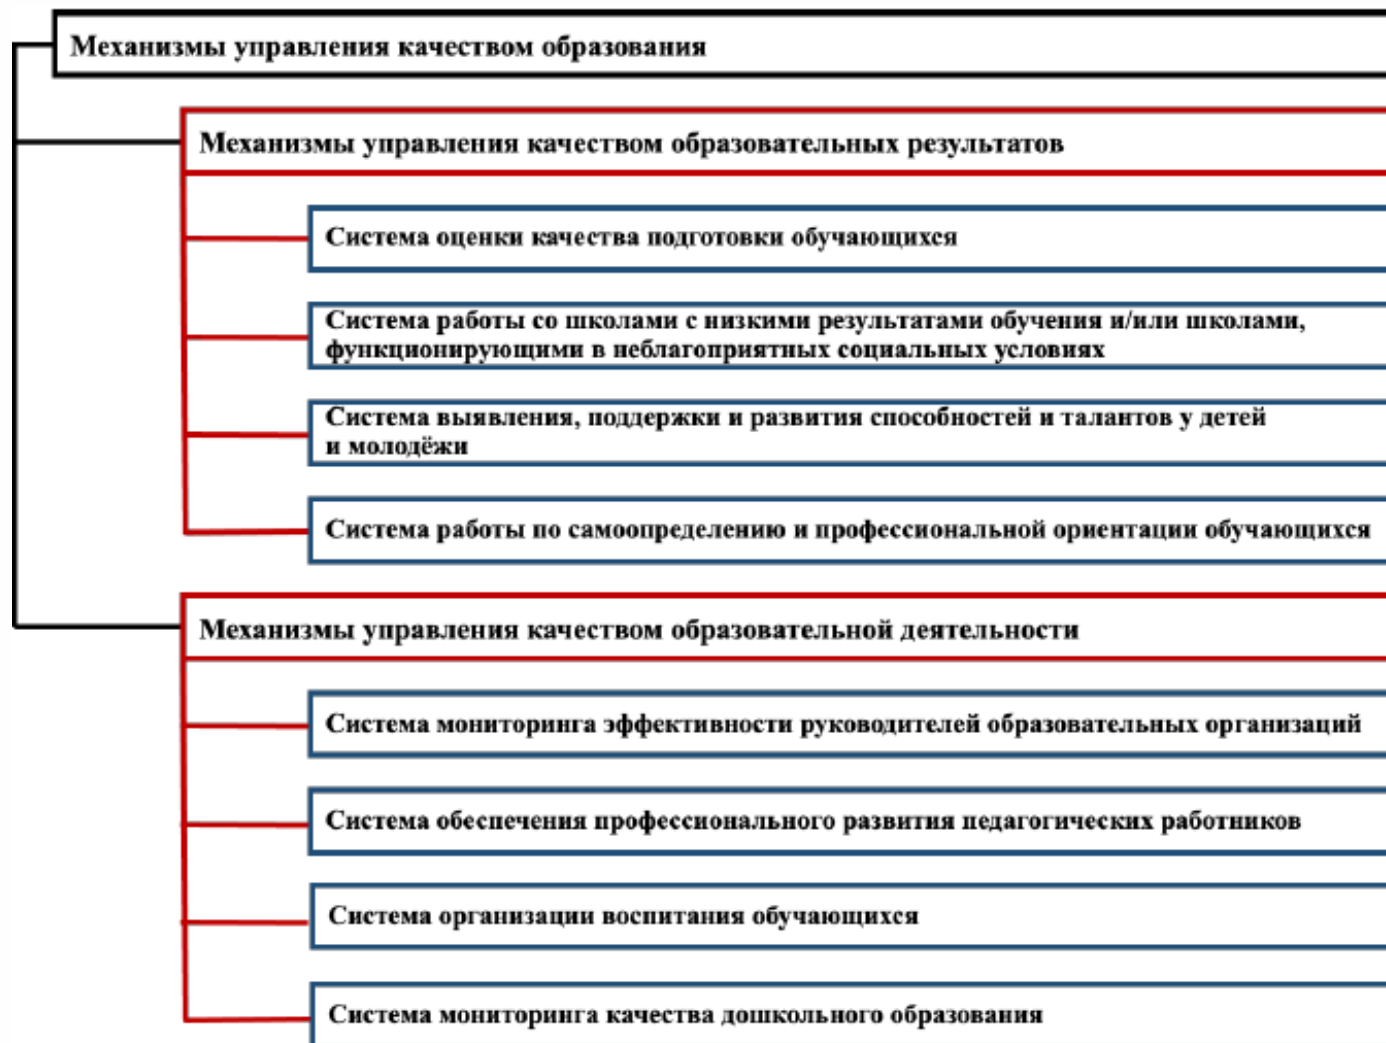 Механизмы управления качеством образования
Механизмы управления качеством образовательных результатов
Система оценки качества подготовки обучающихся
Система работы со школами с низкими результатами обучения и/или школами,
функционирующими в неблагоприятных социальных условиях
Система выявления, поддержки и развития способностей и талантов у детей
и молодёжи
Система работы по самоопределению и профессиональной ориентации обучающихся
Механизмы управления качеством образовательной деятельности
Система мониторинга эффективности руководителей образовательных организаций
Система обеспечения профессионального развития педагогических работников
Система организации воспитания обучающихся
Система мониторинга качества дошкольного образования